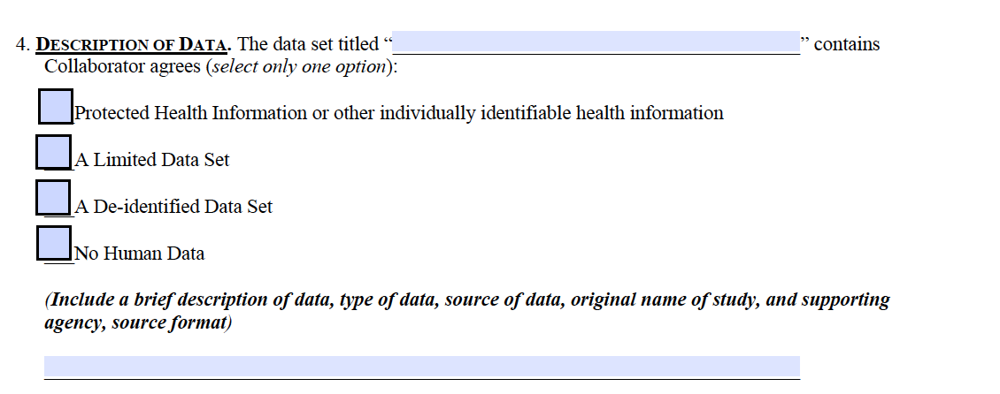 4. DESCRIPTION OF DATA. The data set titled “ ” contains
Collaborator agrees (select only one option):
Protected Health Information or other individually identifiable health information
A Limited Data Set
A De-identified Data Set
No Human Data
(Include a brief description of data, type of data, source of data, original name of study, and supporting
agency, source format)